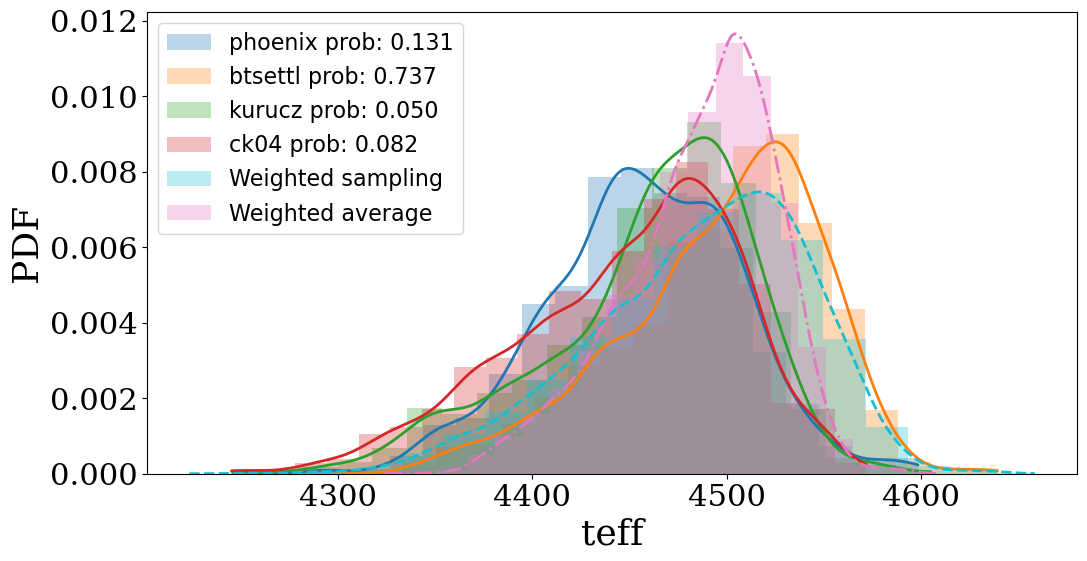 0.012
0.010
0.008
0.006
0.004
0.002
0.000
PDF
phoenix prob: 0.131
btsettl prob: 0.737
kurucz prob: 0.050
ck04 prob: 0.082
Weighted sampling
Weighted average
4300 4400 4500 4600
teff